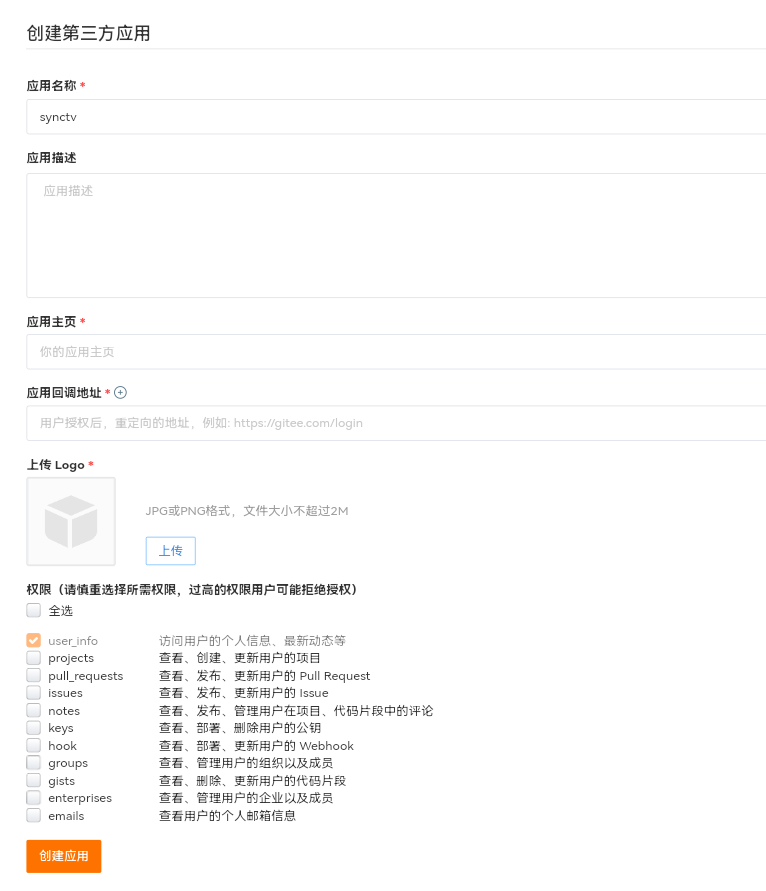 创建第三方应用
应用名称 *
synctv
应用描述
应用描述
应用主页 *
你的应用主页
应用回调地址 *
用户授权后，重定向的地址，例如: https://gitee.com/login
上传 Logo *
JPG或PNG格式，文件大小不超过2M
上传
权限（请慎重选择所需权限，过高的权限用户可能拒绝授权）
全选
user_info 访问用户的个人信息、最新动态等
projects 查看、创建、更新用户的项目
pull_requests 查看、发布、更新用户的 Pull Request
issues 查看、发布、更新用户的 Issue
notes 查看、发布、管理用户在项目、代码片段中的评论
keys 查看、部署、删除用户的公钥
hook 查看、部署、更新用户的 Webhook
groups 查看、管理用户的组织以及成员
gists 查看、删除、更新用户的代码片段
enterprises 查看、管理用户的企业以及成员
emails 查看用户的个人邮箱信息
创建应用